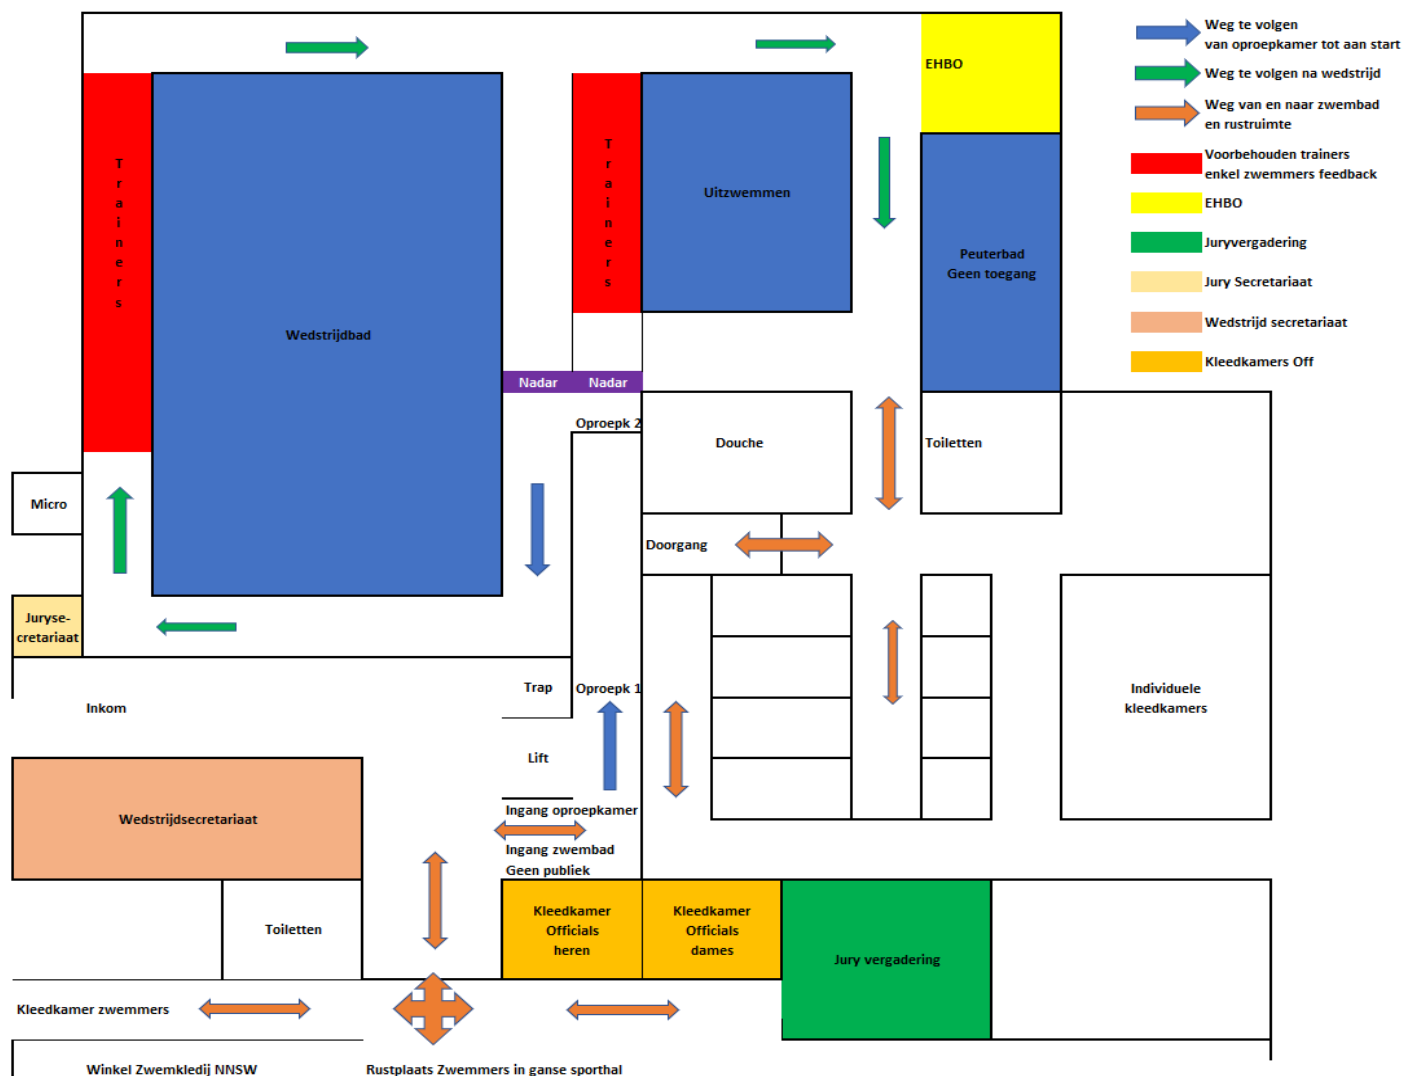 Weg te volgen
van oproepkamer tot aan start
Weg te volgen na wedstrijd
Weg van en naar zwembad
en rustruimte
Voorbehouden trainers
enkel zwemmers feedback
EHBO
Juryvergadering
Jury Secretariaat
Wedstrijd secretariaat
Kleedkamers Off
EHBO
T
r
a
i
n
e
r
s
T
r
a
i
n
e
r
s
Uitzwemmen
Peuterbad
Geen toegang
Wedstrijdbad
Nadar
Nadar
Oproepk 2
Douche
Toiletten
Micro
Doorgang
Juryse-
cretariaat
Trap
Oproepk 1
Inkom
Individuele
kleedkamers
Lift
Ingang oproepkamer
Wedstrijdsecretariaat
Ingang zwembad
Geen publiek
Toiletten
Kleedkamer
Officials
heren
Kleedkamer
Officials
dames
Jury vergadering
Kleedkamer zwemmers
Winkel Zwemkledij NNSW
Rustplaats Zwemmers in ganse sporthal